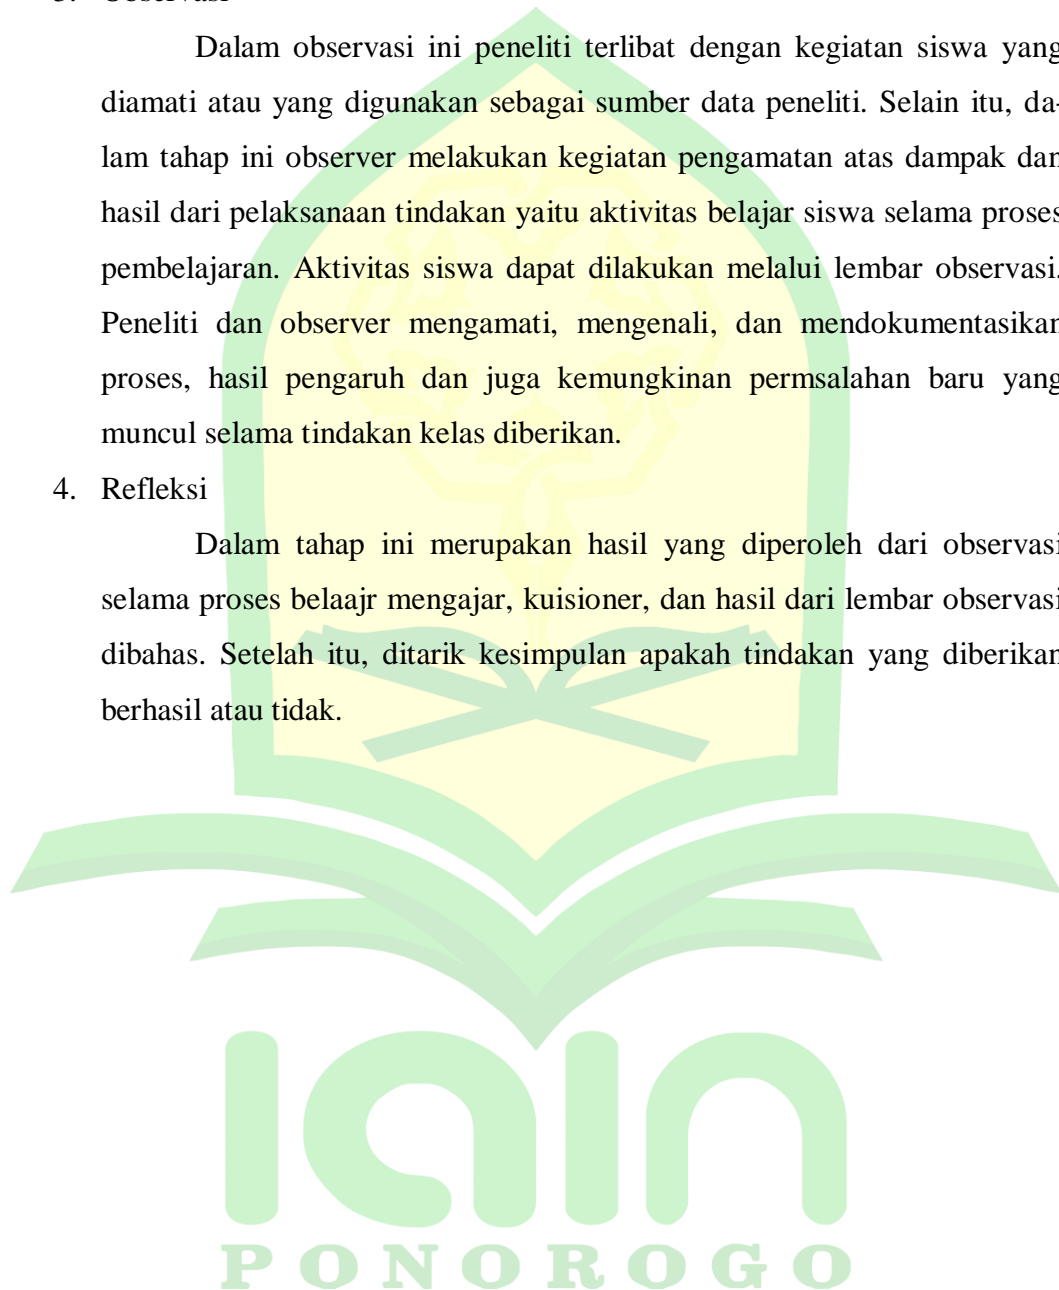 3. Observasi
Dalam observasi ini peneliti terlibat dengan kegiatan siswa yang
diamati atau yang digunakan sebagai sumber data peneliti. Selain itu, da-
lam tahap ini observer melakukan kegiatan pengamatan atas dampak dan
hasil dari pelaksanaan tindakan yaitu aktivitas belajar siswa selama proses
pembelajaran. Aktivitas siswa dapat dilakukan melalui lembar observasi.
Peneliti dan observer mengamati, mengenali, dan mendokumentasikan
proses, hasil pengaruh dan juga kemungkinan permsalahan baru yang
muncul selama tindakan kelas diberikan.
4. Refleksi
Dalam tahap ini merupakan hasil yang diperoleh dari observasi
selama proses belaajr mengajar, kuisioner, dan hasil dari lembar observasi
dibahas. Setelah itu, ditarik kesimpulan apakah tindakan yang diberikan
berhasil atau tidak.
IAIN
PONOROGO